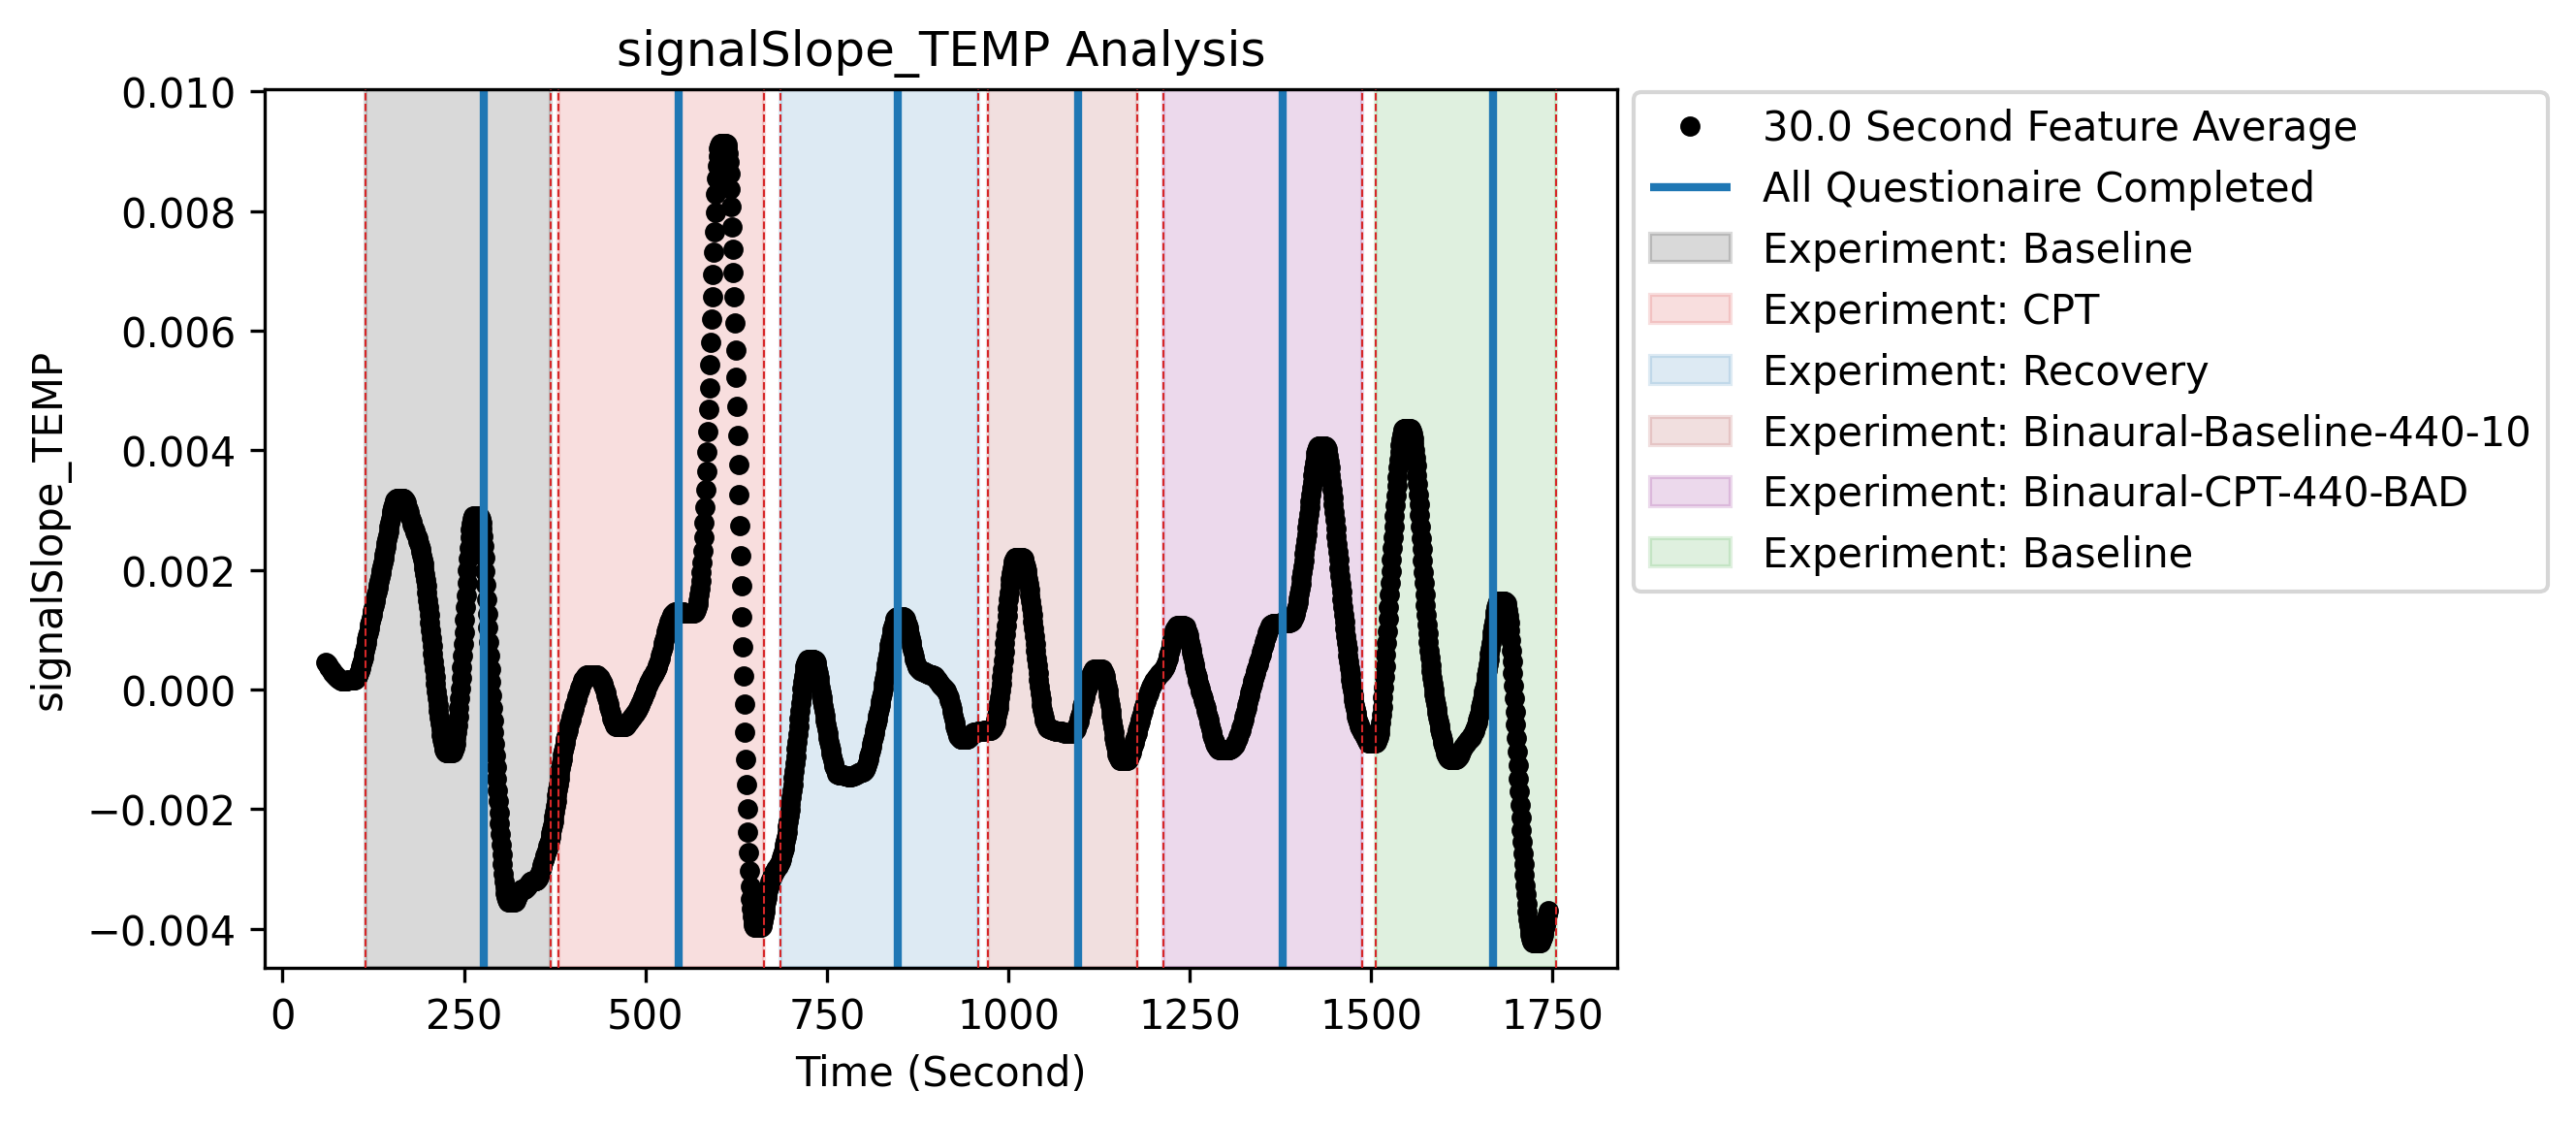 signalSlope_TEMP Analysis
0.010
0.008
0.006
0.004
0.002
0.000
−0.002
−0.004
signalSlope_TEMP
0 250 500 750 1000 1250 1500 1750
Time (Second)
30.0 Second Feature Average
All Questionaire Completed
Experiment: Baseline
Experiment: CPT
Experiment: Recovery
Experiment: Binaural-Baseline-440-10
Experiment: Binaural-CPT-440-BAD
Experiment: Baseline